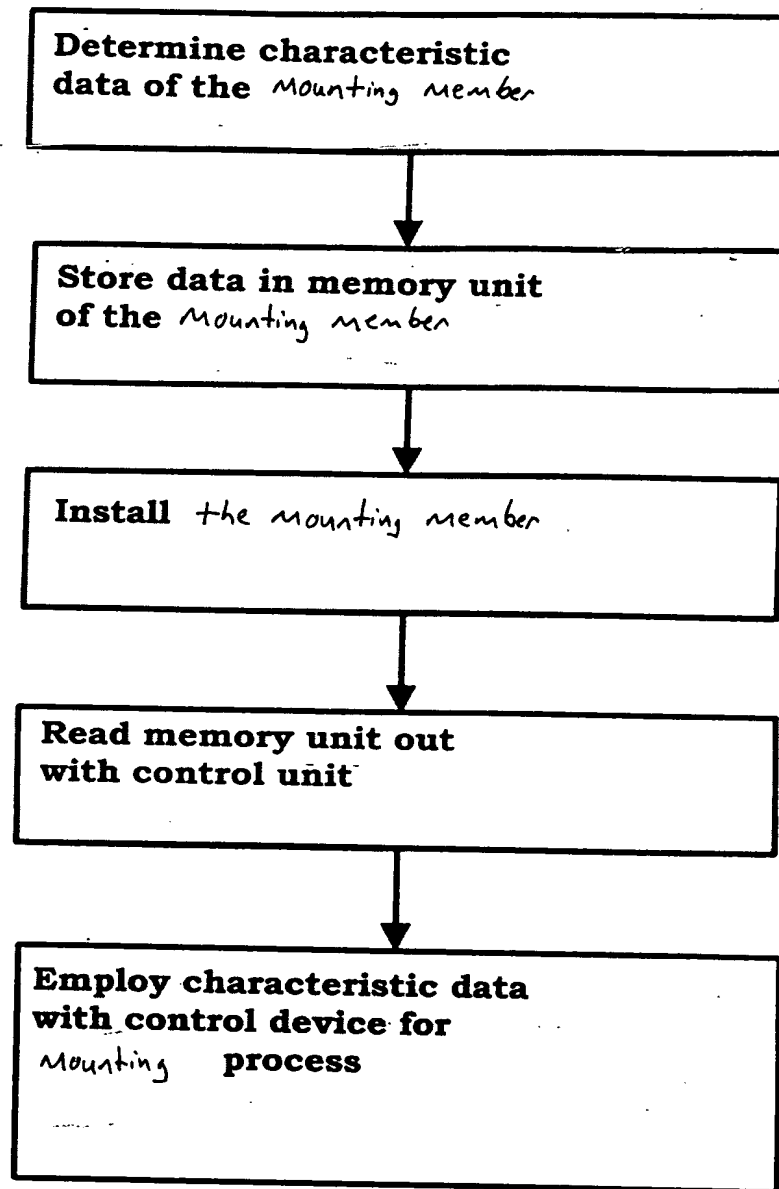 Determine characteristic
data of the Mounting Member
Store data in memory unit
of the Mounting member
Install the Mounting member
Read memory unit out
with control unit
Employ characteristic data
with control device for
Mounting process